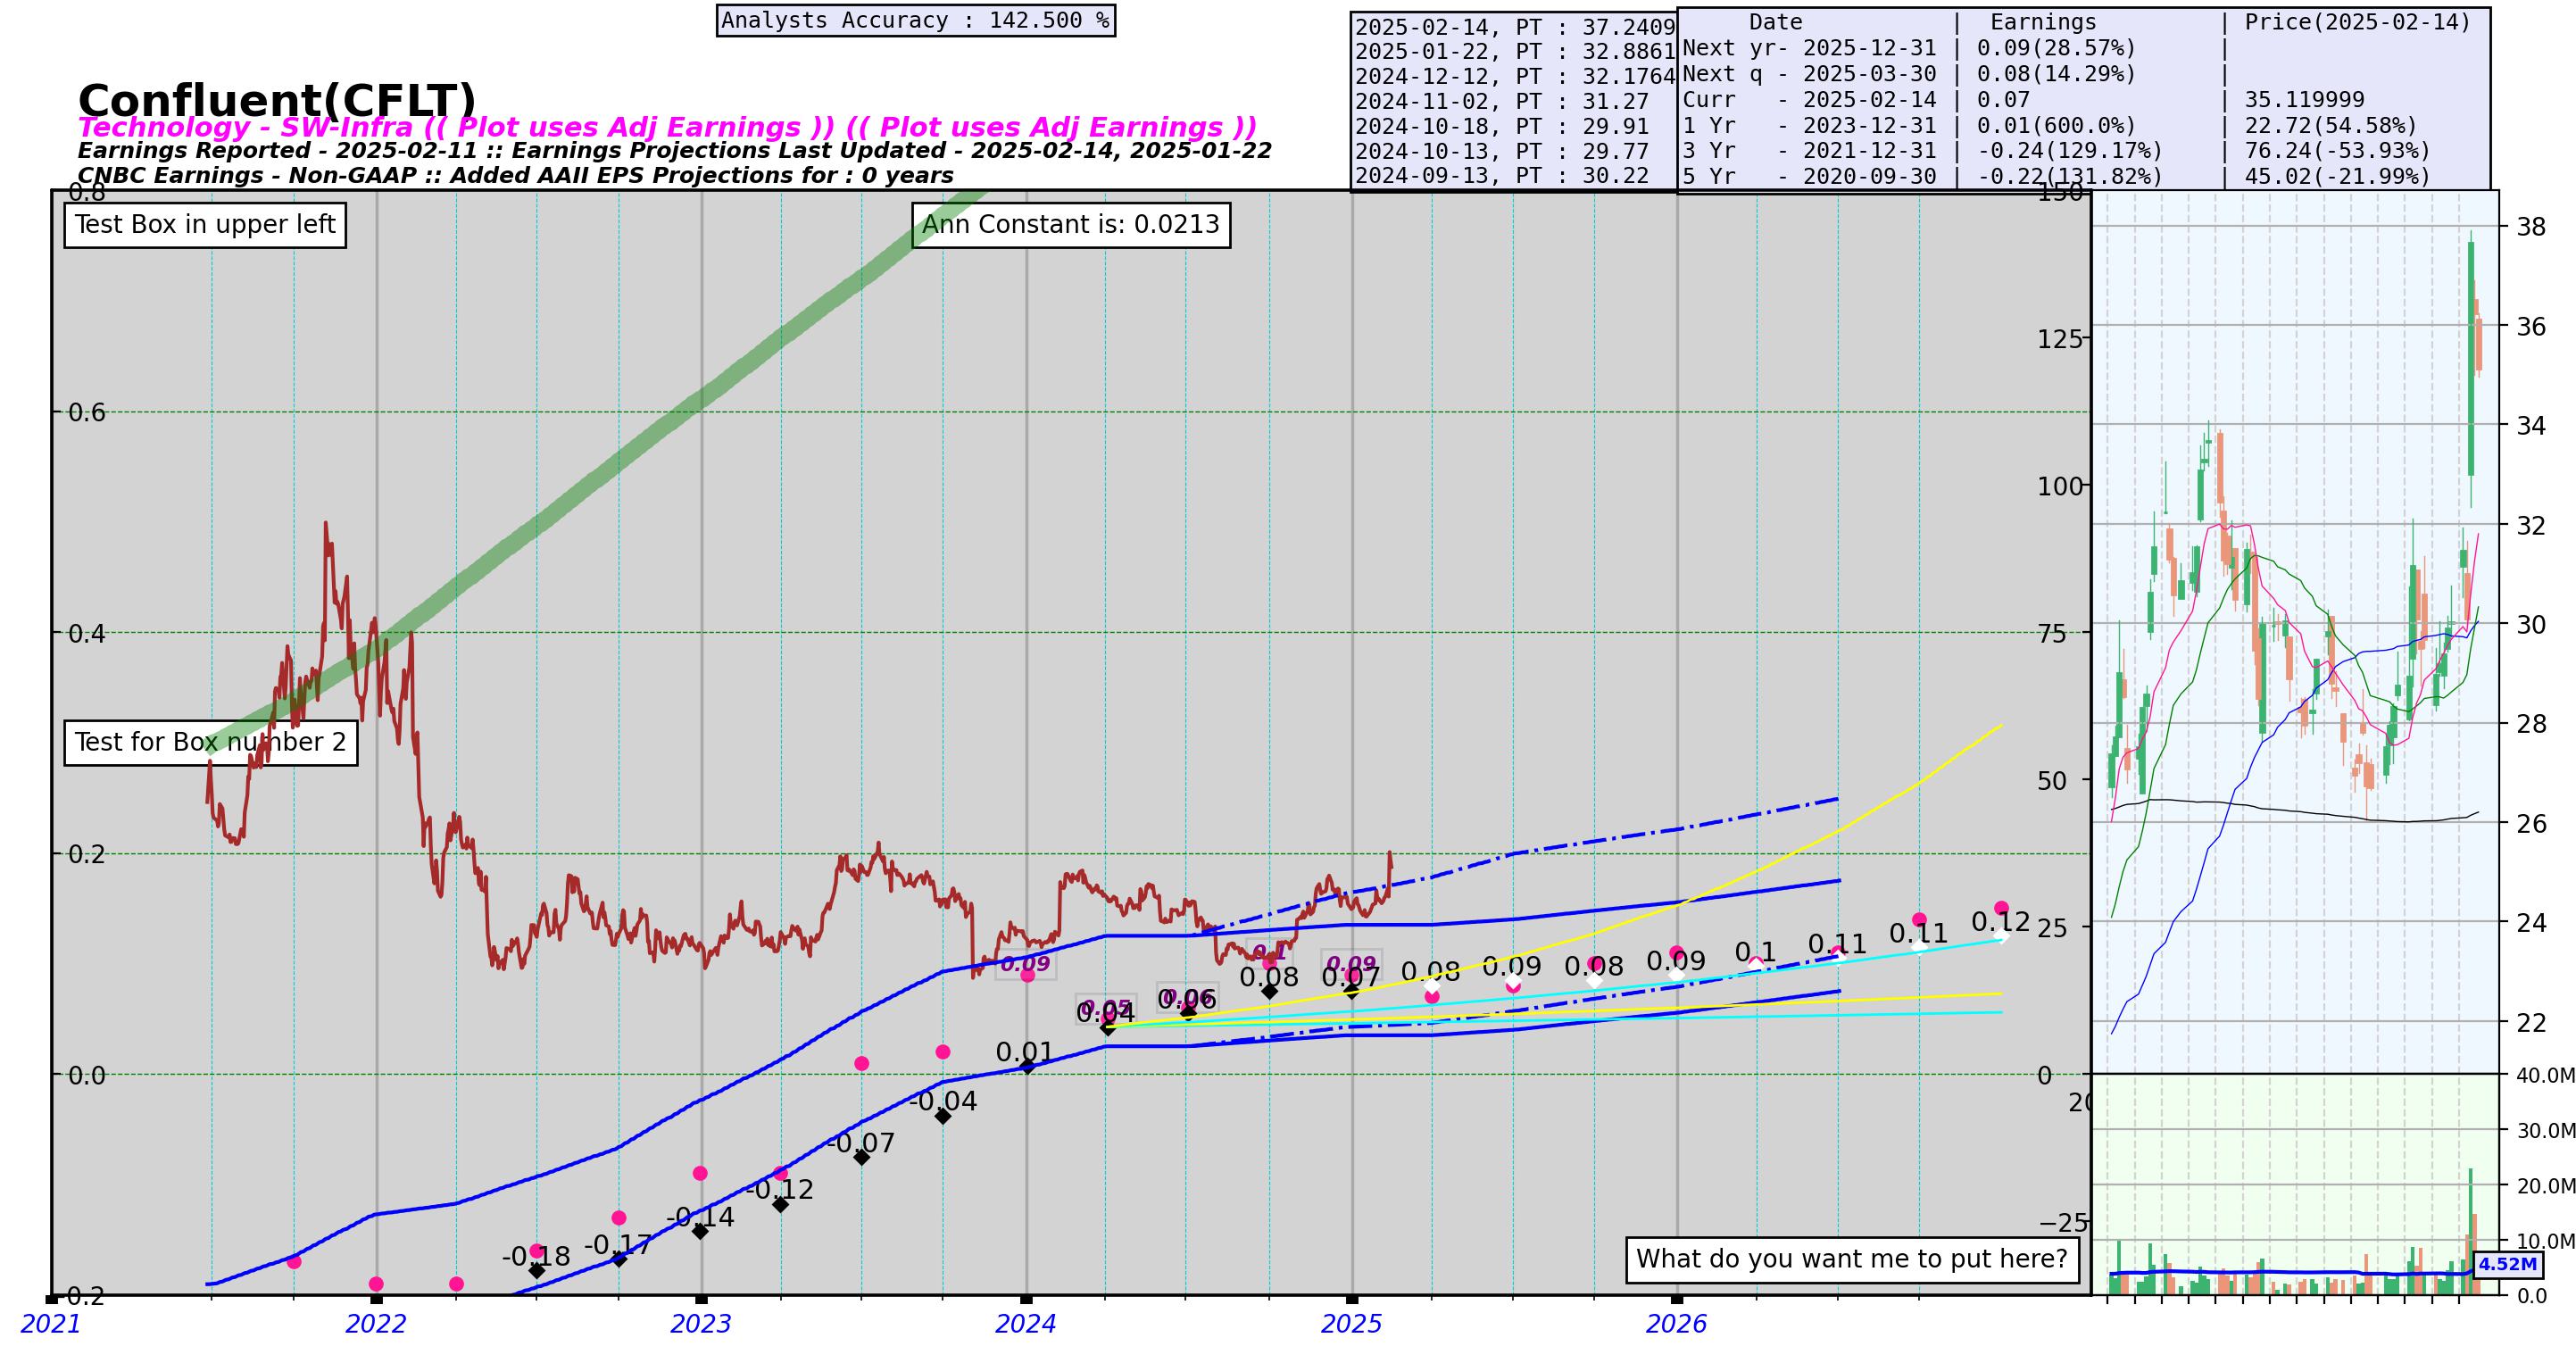 Analysts Accuracy : 142.500 %
2025-02-14, PT : 37.2409
2025-01-22, PT : 32.8861
2024-12-12, PT : 32.1764
2024-11-02, PT : 31.27
2024-10-18, PT : 29.91
2024-10-13, PT : 29.77
2024-09-13, PT : 30.22
Date | Earnings | Price(2025-02-14)
Next yr- 2025-12-31 | 0.09(28.57%) |
Next q - 2025-03-30 | 0.08(14.29%) |
Curr - 2025-02-14 | 0.07 | 35.119999
1 Yr - 2023-12-31 | 0.01(600.0%) | 22.72(54.58%)
3 Yr - 2021-12-31 | -0.24(129.17%) | 76.24(-53.93%)
5 Yr - 2020-09-30 | -0.22(131.82%) | 45.02(-21.99%)
Confluent(CFLT)
Technology - SW-Infra (( Plot uses Adj Earnings )) (( Plot uses Adj Earnings ))
Earnings Reported - 2025-02-11 :: Earnings Projections Last Updated - 2025-02-14, 2025-01-22
CNBC Earnings - Non-GAAP :: Added AAII EPS Projections for : 0 years
Test Box in upper left
Ann Constant is: 0.0213
Test for Box number 2
What do you want me to put here?
0.8
0.6
0.4
0.2
0.0
-0.2
150
125
100
75
50
25
0
−25
20
38
36
34
32
30
28
26
24
22
40.0M
30.0M
20.0M
10.0M
0.0
4.52M
0.09
0.05
0.06
0.1
0.09
-0.18
-0.17
-0.14
-0.12
-0.07
-0.04
0.01
0.04
0.06
0.08
0.07
0.08
0.09
0.08
0.09
0.1
0.11
0.11
0.12
2021
2022
2023
2024
2025
2026